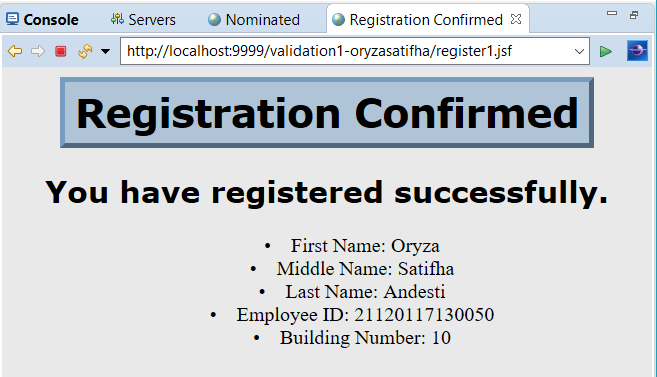 Console Servers Nominated Registration Confirmed
http://localhost:9999/validation1-oryzasatifha/register1.jsf
Registration Confirmed
You have registered successfully.
• First Name: Oryza
• Middle Name: Satifha
• Last Name: Andesti
• Employee ID: 21120117130050
• Building Number: 10